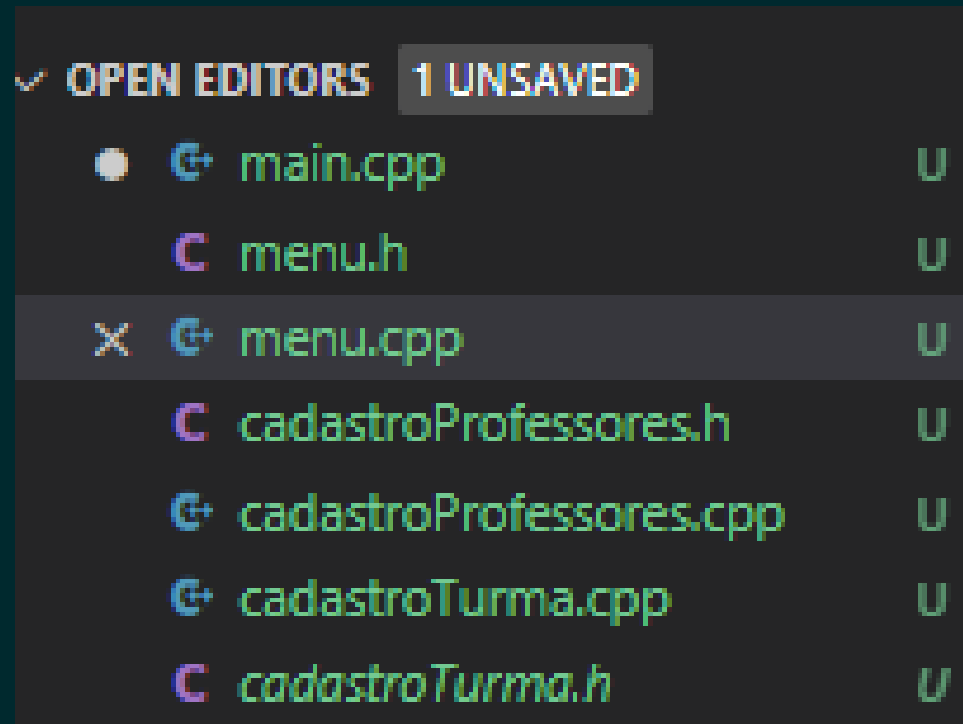 OPEN EDITORS 1 UNSAVED
C+ main.cpp U
C menu.h U
C+ menu.cpp U
C cadastroProfessores.h U
C+ cadastroProfessores.cpp U
C+ cadastroTurma.cpp U
C cadastroTurma.h U